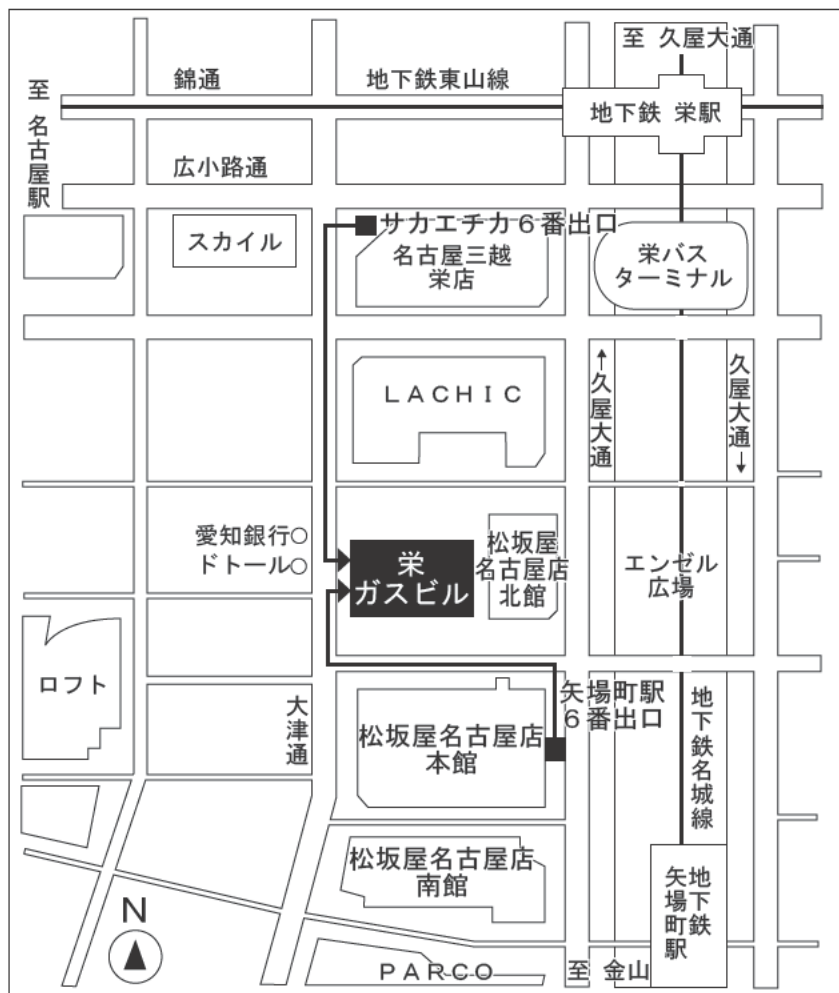 至 久屋大通
錦通
地下鉄東山線
至 名古屋駅
地下鉄 栄駅
広小路通
サカエチカ６番出口
スカイル
名古屋三越
栄店
栄バス
ターミナル
ＬＡＣＨＩＣ
↑久屋大通
久屋大通↓
愛知銀行○
ドトール○
栄
ガスビル
松坂屋
名古屋店
北館
エンゼル
広場
ロフト
大津通
矢場町駅
６番出口
松坂屋名古屋店
本館
地下鉄名城線
松坂屋名古屋店
南館
地下鉄
矢場町駅
N
ＰＡＲＣＯ
至 金山